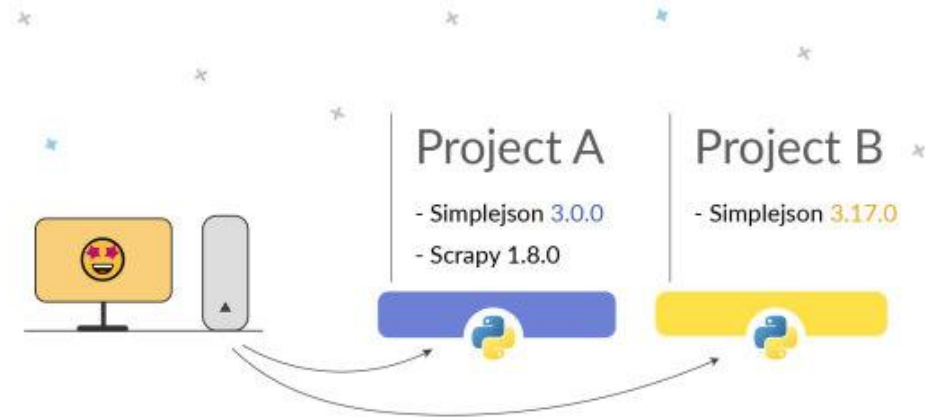 Project A
- Simplejson 3.0.0
- Scrapy 1.8.0
Project B
- Simplejson 3.17.0